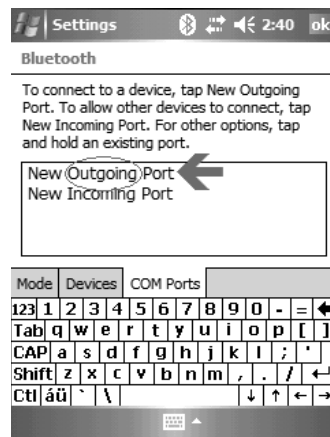 Settings 2:40 ok
Bluetooth
To connect to a device, tap New Outgoing
Port. To allow other devices to connect, tap
New Incoming Port. For other options, tap
and hold an existing port.
New Outgoing Port
New Incoming Port
Mode Devices COM Ports
123 1 2 3 4 5 6 7 8 9 0 - =
Tab q w e r t y u i o p [ ]
CAP a s d f g h j k l ; '
Shift z x c v b n m , . /
Ctl áü ` \